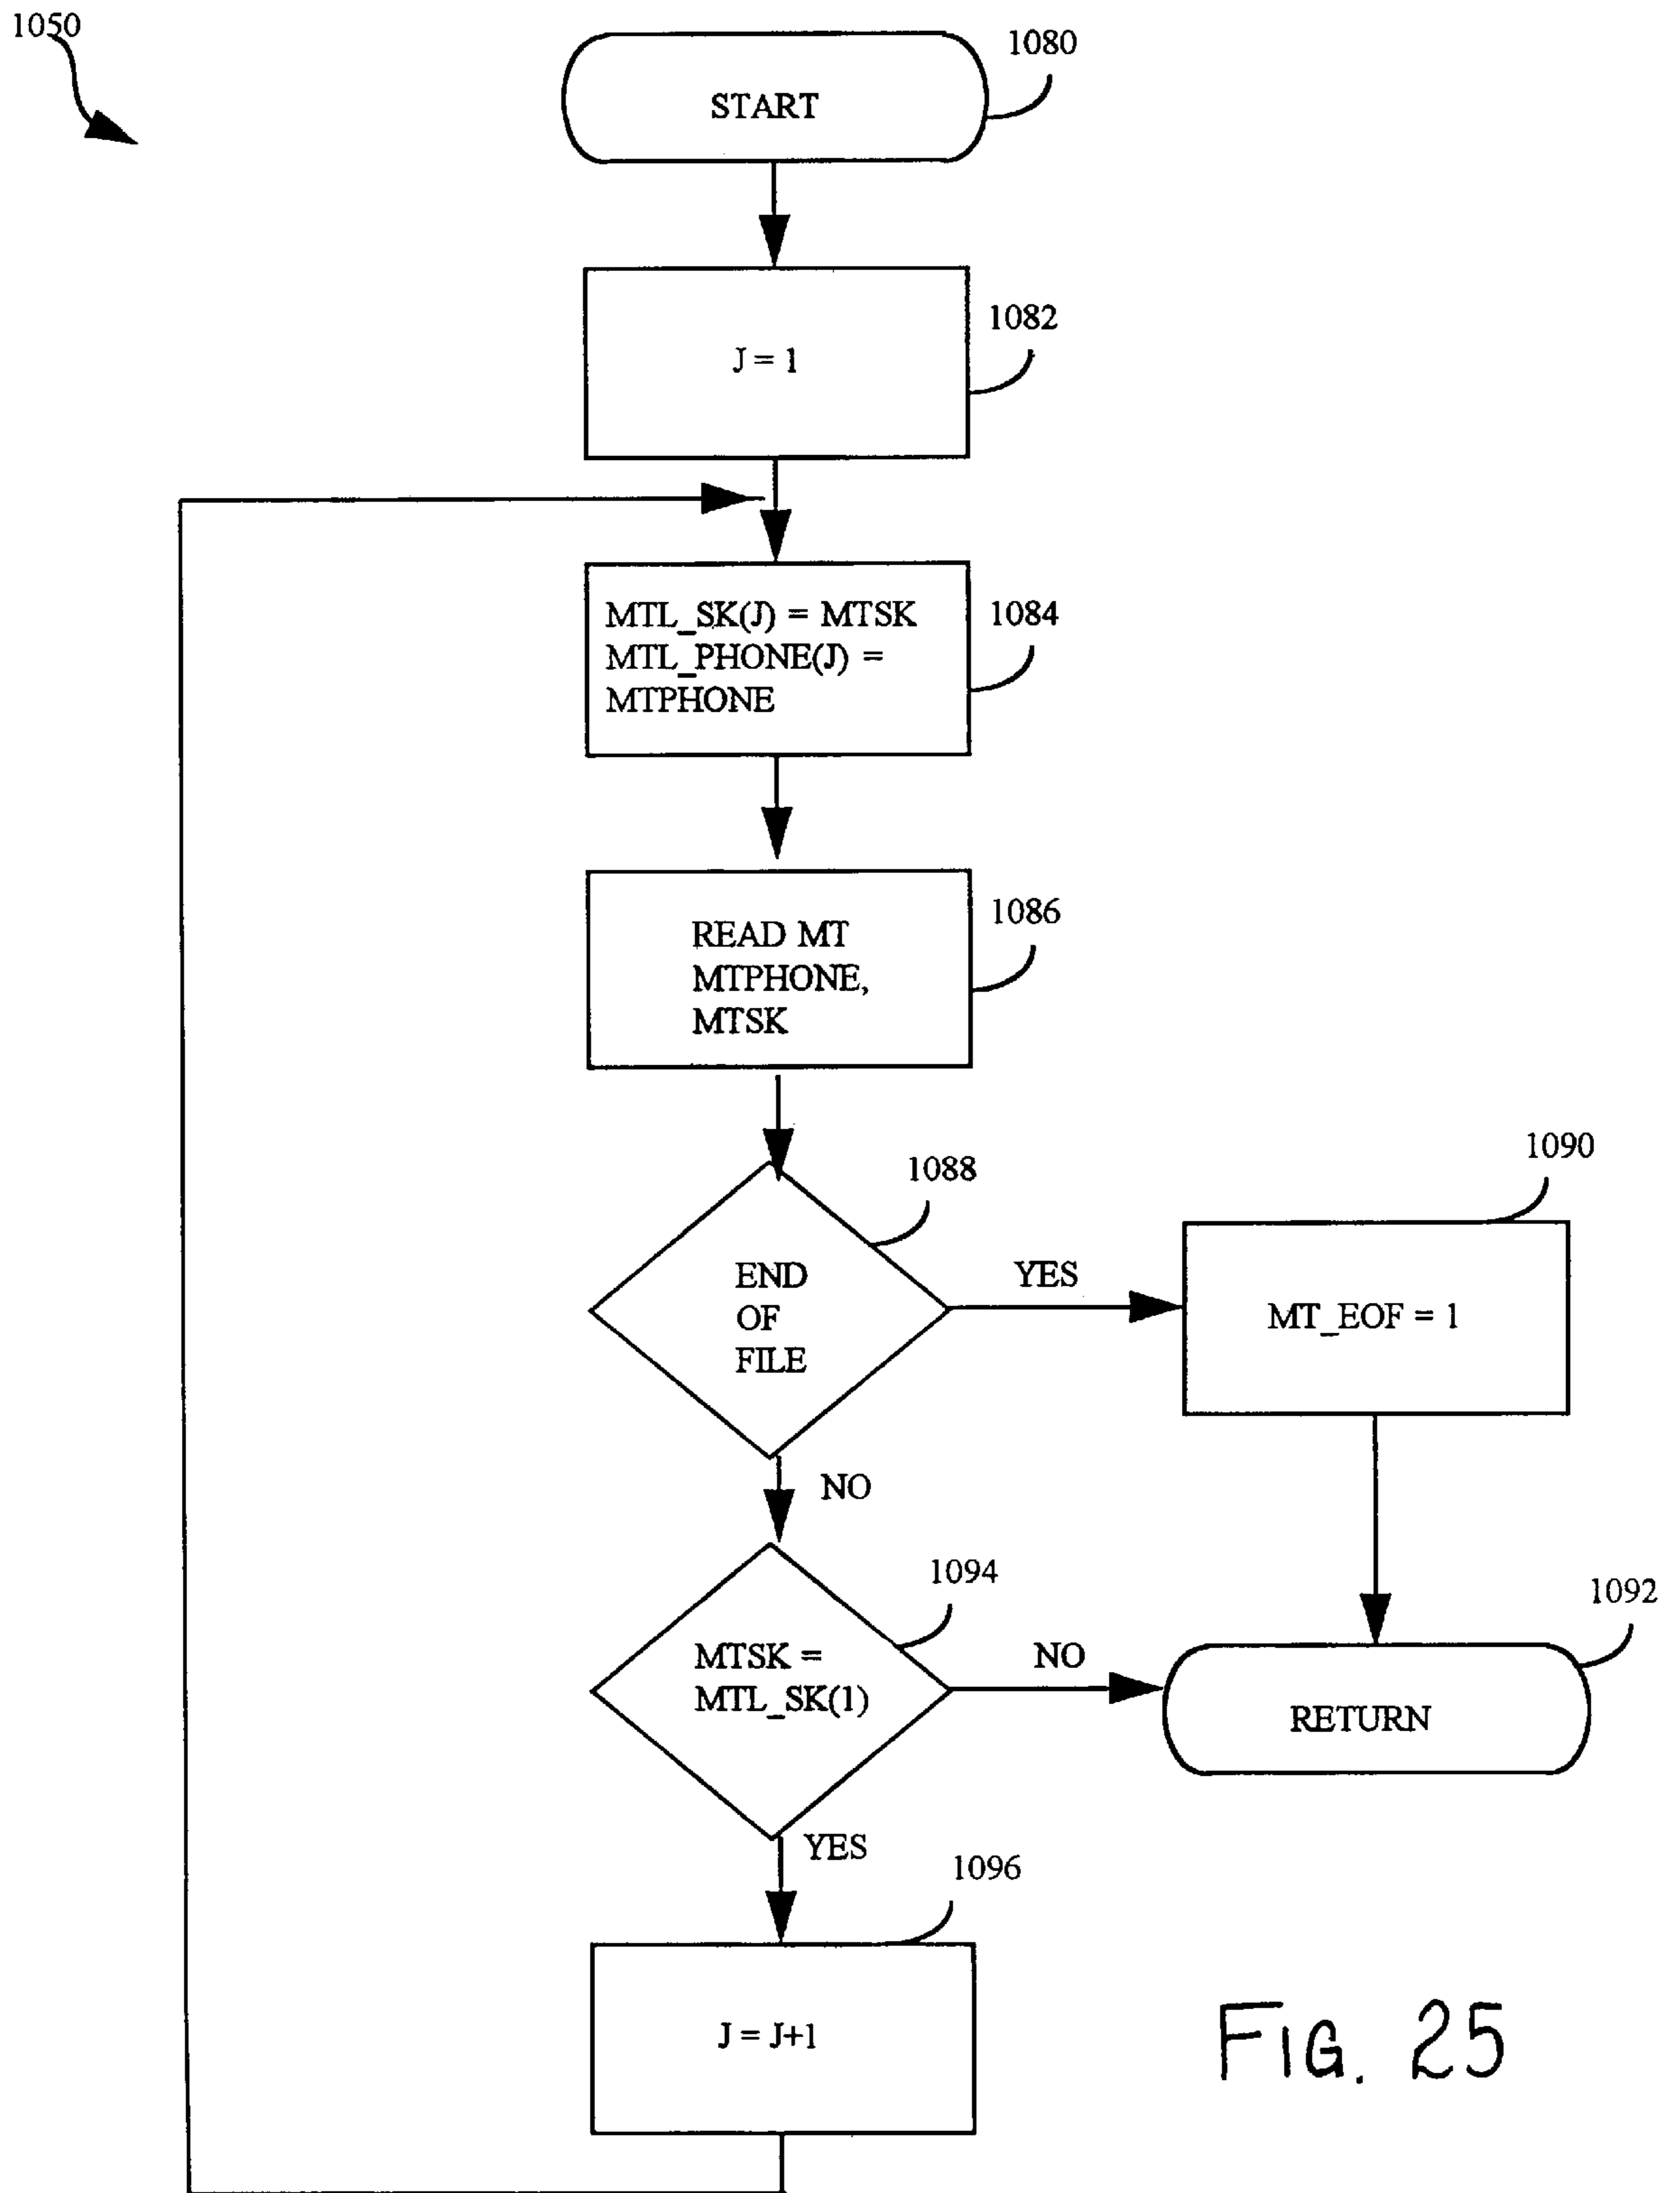 1050
1080
START
1082
J = 1
MTL_SK(J) = MTSK
MTL_PHONE(J) =
MTPHONE
1084
1086
READ MT
MTPHONE,
MTSK
1088
END
OF
FILE
YES
1090
MT_EOF = 1
NO
1094
MTSK =
MTL_SK(1)
NO
1092
RETURN
YES
1096
J = J+1
FIG. 25